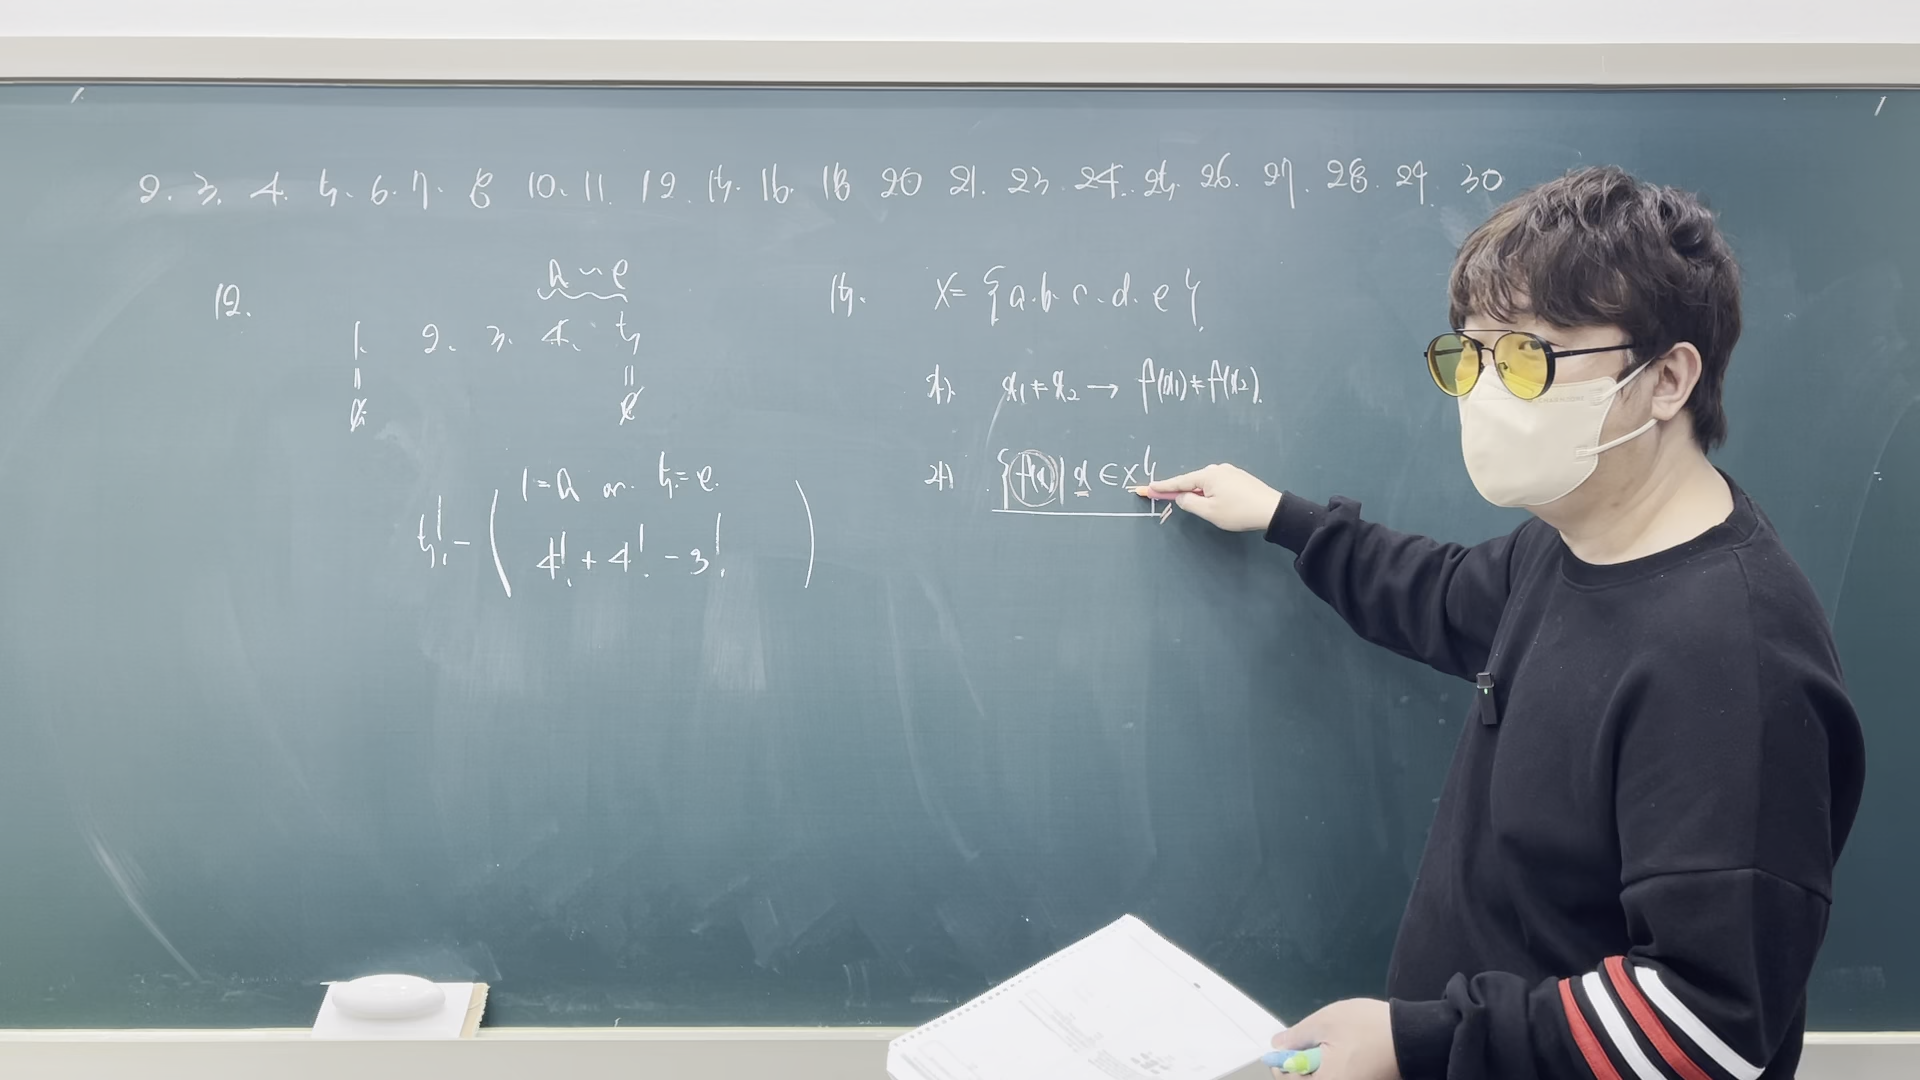 2. 3. 4. 5. 6. 7. 8 10. 11. 12. 15. 16. 18 20 21. 23 24. 25. 26. 27. 28. 29. 30
12.
a ~ e
1. 2. 3. 4. 5
= =
a e
1=a or 5=e.
5! - ( 4! + 4! - 3! )
15. X= {a.b.c.d.e}
가) x₁≠x₂ → f(x₁)≠f(x₂).
나) {f(x)|x∈X}